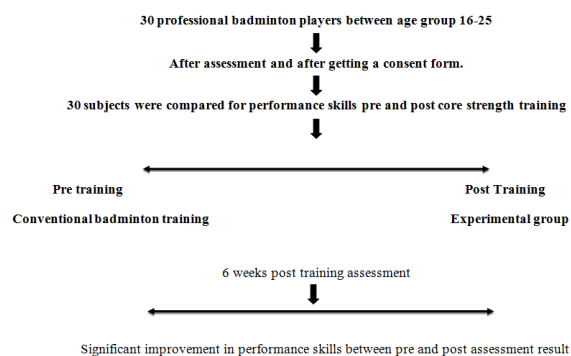 30 professional badminton players between age group 16-25
After assessment and after getting a consent form.
30 subjects were compared for performance skills pre and post core strength training
Pre training
Post Training
Conventional badminton training
Experimental group
6 weeks post training assessment
Significant improvement in performance skills between pre and post assessment result